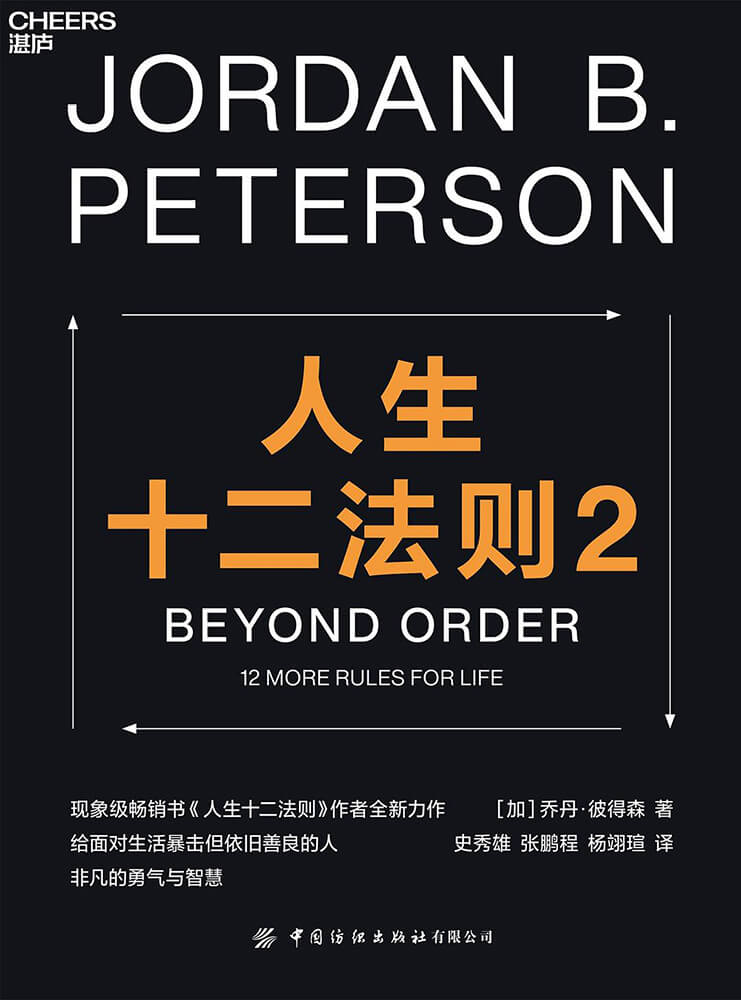 CHEERS
湛庐
JORDAN B.
PETERSON
人生
十二法则2
BEYOND ORDER
12 MORE RULES FOR LIFE
现象级畅销书《人生十二法则》作者全新力作
给面对生活暴击但依旧善良的人
非凡的勇气与智慧
[加]乔丹·彼得森 著
史秀雄 张鹏程 杨翊瑄 译
中国纺织出版社有限公司